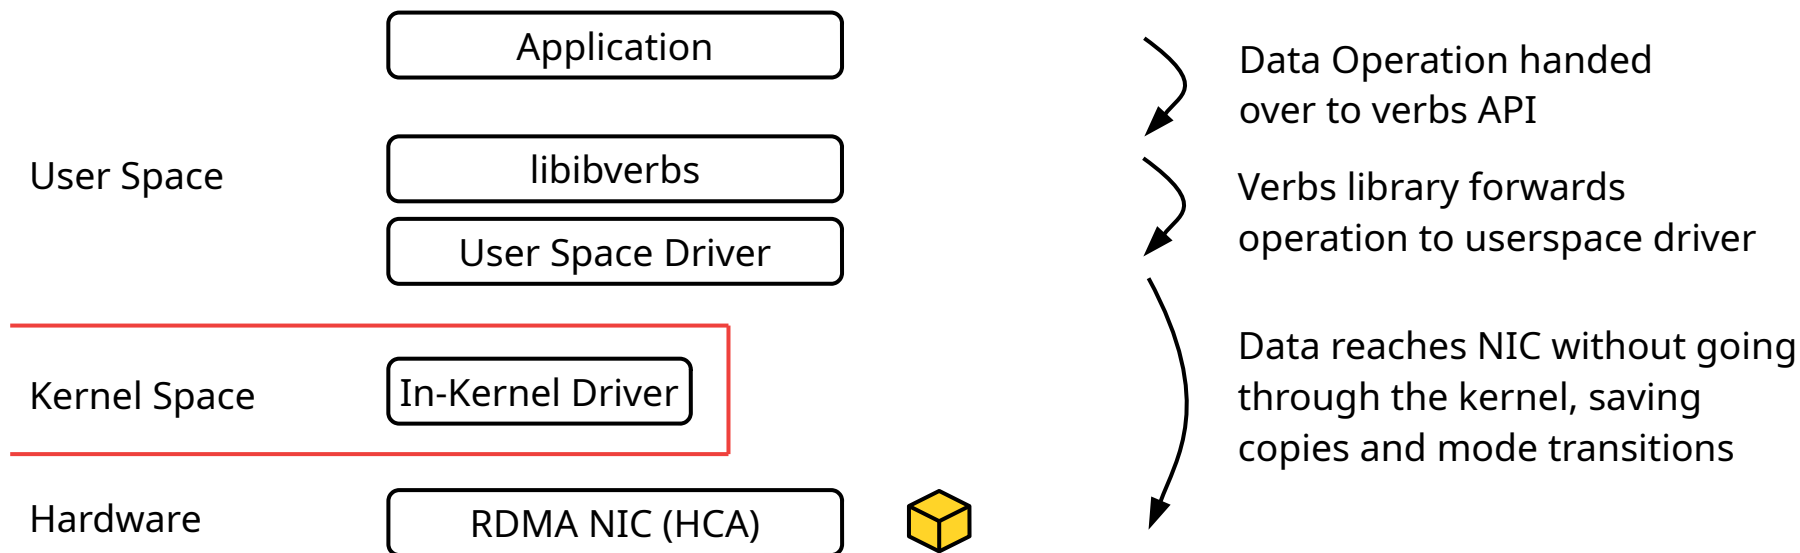 Application
Data Operation handed
over to verbs API
User Space
libibverbs
Verbs library forwards
operation to userspace driver
User Space Driver
Kernel Space
In-Kernel Driver
Data reaches NIC without going
through the kernel, saving
copies and mode transitions
Hardware
RDMA NIC (HCA)